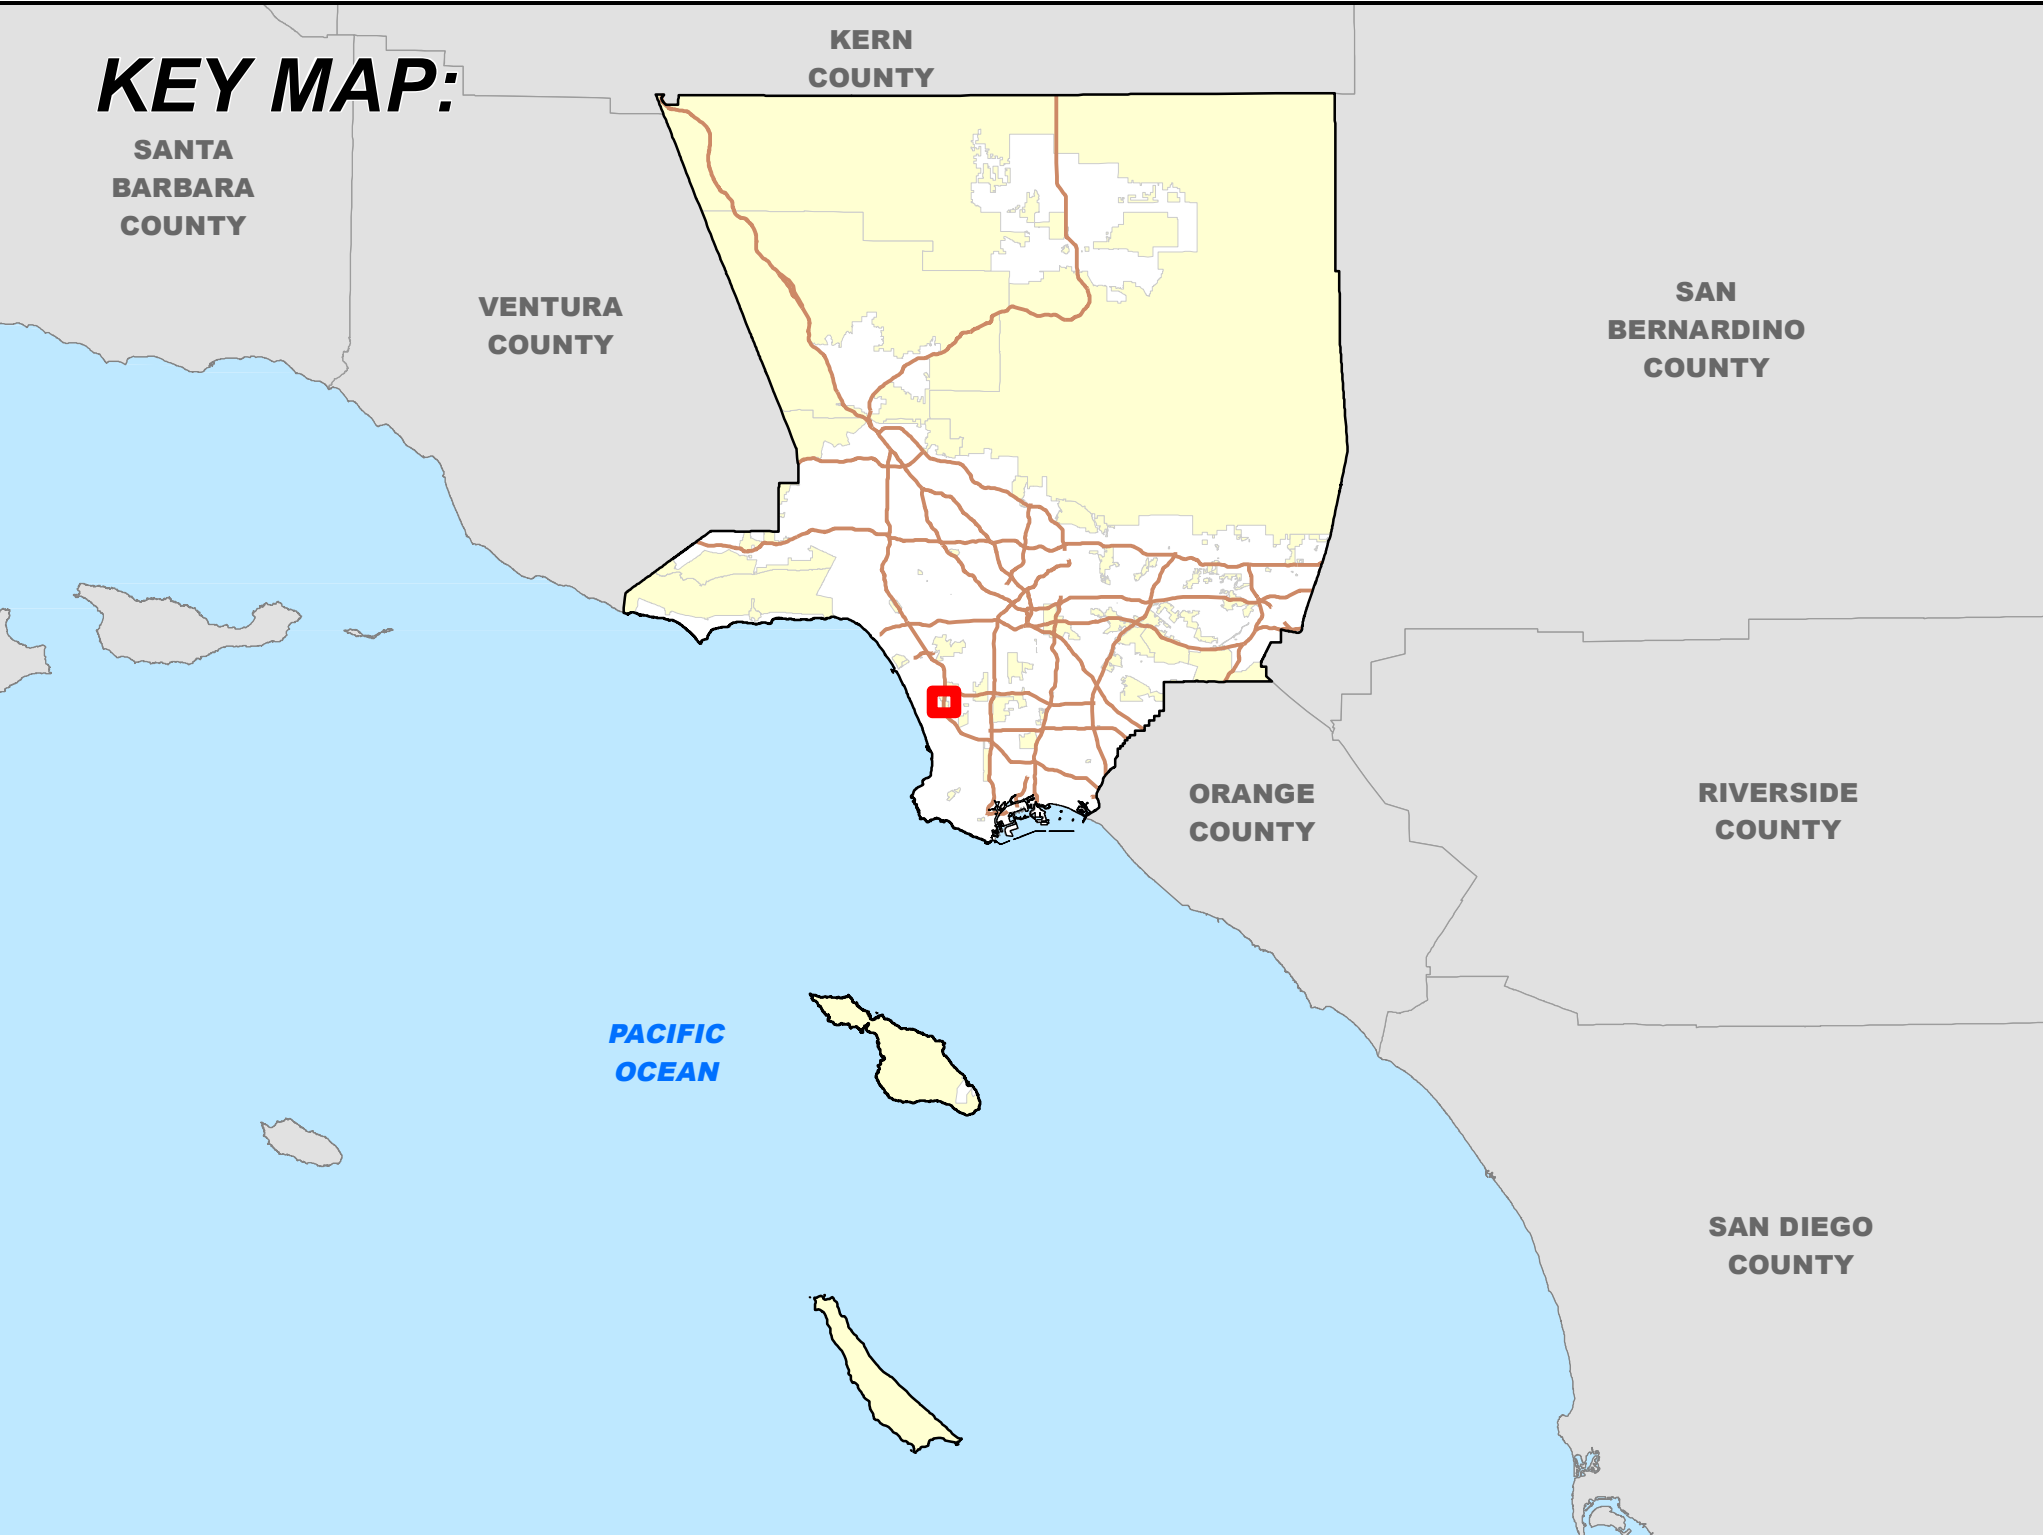 KEY MAP:
KERN
COUNTY
SANTA
BARBARA
COUNTY
VENTURA
COUNTY
SAN
BERNARDINO
COUNTY
ORANGE
COUNTY
RIVERSIDE
COUNTY
PACIFIC
OCEAN
SAN DIEGO
COUNTY